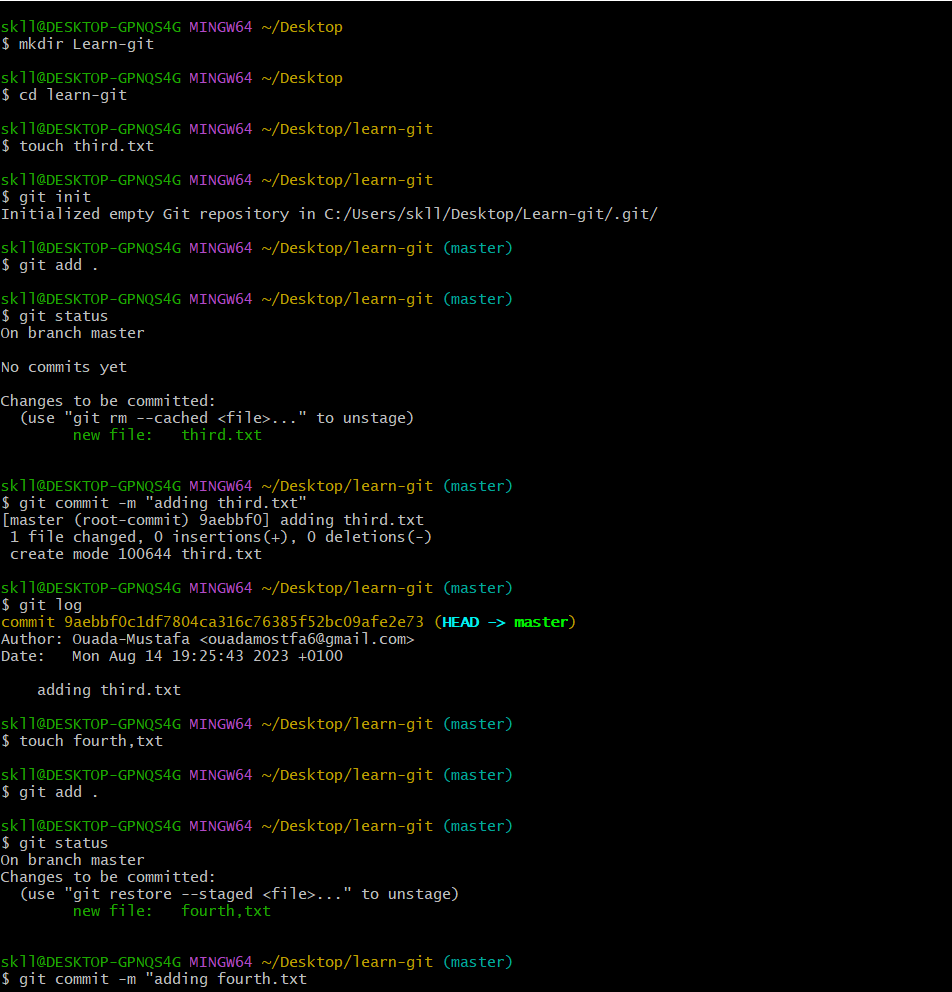 skll@DESKTOP-GPNQS4G MINGW64 ~/Desktop
$ mkdir Learn-git
skll@DESKTOP-GPNQS4G MINGW64 ~/Desktop
$ cd learn-git
skll@DESKTOP-GPNQS4G MINGW64 ~/Desktop/learn-git
$ touch third.txt
skll@DESKTOP-GPNQS4G MINGW64 ~/Desktop/learn-git
$ git init
Initialized empty Git repository in C:/Users/skll/Desktop/Learn-git/.git/
skll@DESKTOP-GPNQS4G MINGW64 ~/Desktop/learn-git (master)
$ git add .
skll@DESKTOP-GPNQS4G MINGW64 ~/Desktop/learn-git (master)
$ git status
On branch master
No commits yet
Changes to be committed:
  (use "git rm --cached <file>..." to unstage)
        new file:   third.txt
skll@DESKTOP-GPNQS4G MINGW64 ~/Desktop/learn-git (master)
$ git commit -m "adding third.txt"
[master (root-commit) 9aebbf0] adding third.txt
 1 file changed, 0 insertions(+), 0 deletions(-)
 create mode 100644 third.txt
skll@DESKTOP-GPNQS4G MINGW64 ~/Desktop/learn-git (master)
$ git log
commit 9aebbf0c1df7804ca316c76385f52bc09afe2e73 (HEAD -> master)
Author: Ouada-Mustafa <ouadamostfa6@gmail.com>
Date:   Mon Aug 14 19:25:43 2023 +0100
    adding third.txt
skll@DESKTOP-GPNQS4G MINGW64 ~/Desktop/learn-git (master)
$ touch fourth,txt
skll@DESKTOP-GPNQS4G MINGW64 ~/Desktop/learn-git (master)
$ git add .
skll@DESKTOP-GPNQS4G MINGW64 ~/Desktop/learn-git (master)
$ git status
On branch master
Changes to be committed:
  (use "git restore --staged <file>..." to unstage)
        new file:   fourth,txt
skll@DESKTOP-GPNQS4G MINGW64 ~/Desktop/learn-git (master)
$ git commit -m "adding fourth.txt